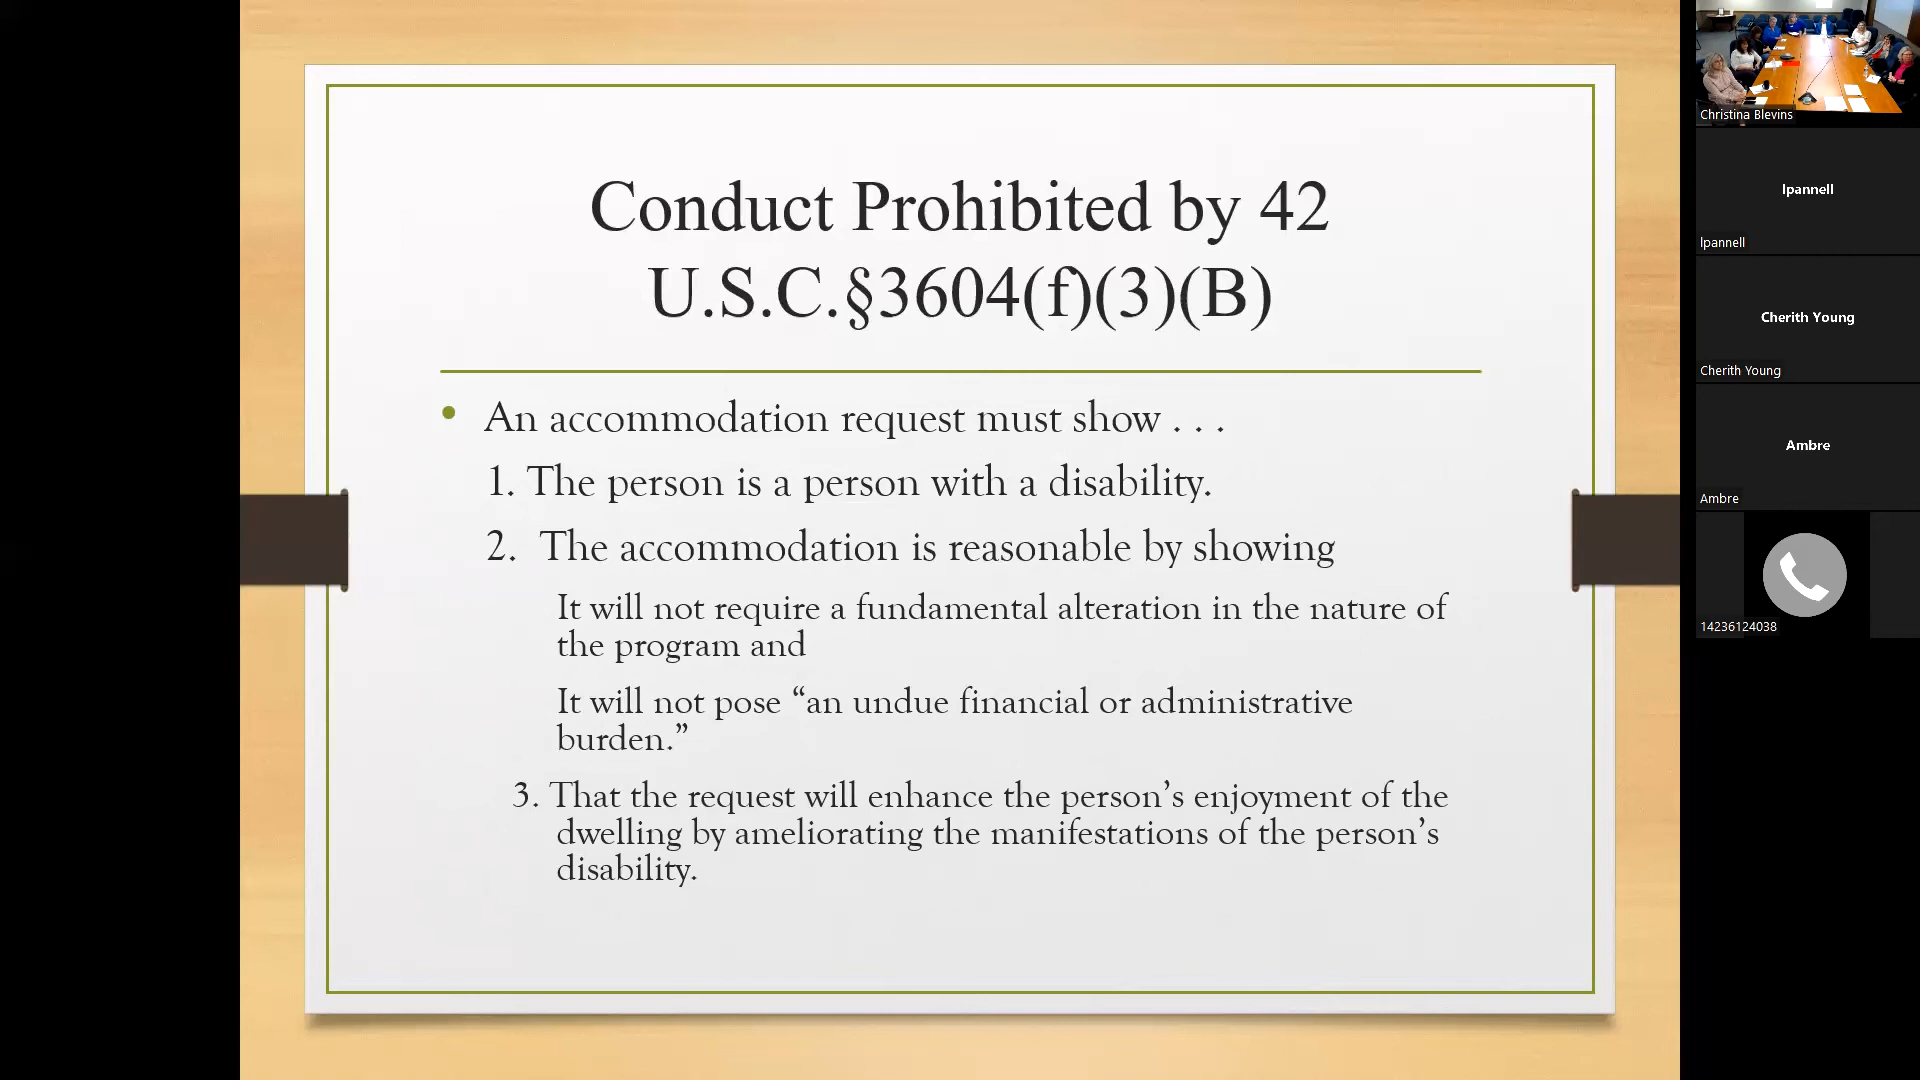 Conduct Prohibited by 42
U.S.C.§3604(f)(3)(B)
• An accommodation request must show . . .
1. The person is a person with a disability.
2. The accommodation is reasonable by showing
It will not require a fundamental alteration in the nature of
the program and
It will not pose “an undue financial or administrative
burden.”
3. That the request will enhance the person’s enjoyment of the
dwelling by ameliorating the manifestations of the person’s
disability.
Christina Blevins
lpannell
lpannell
Cherith Young
Cherith Young
Ambre
Ambre
14236124038